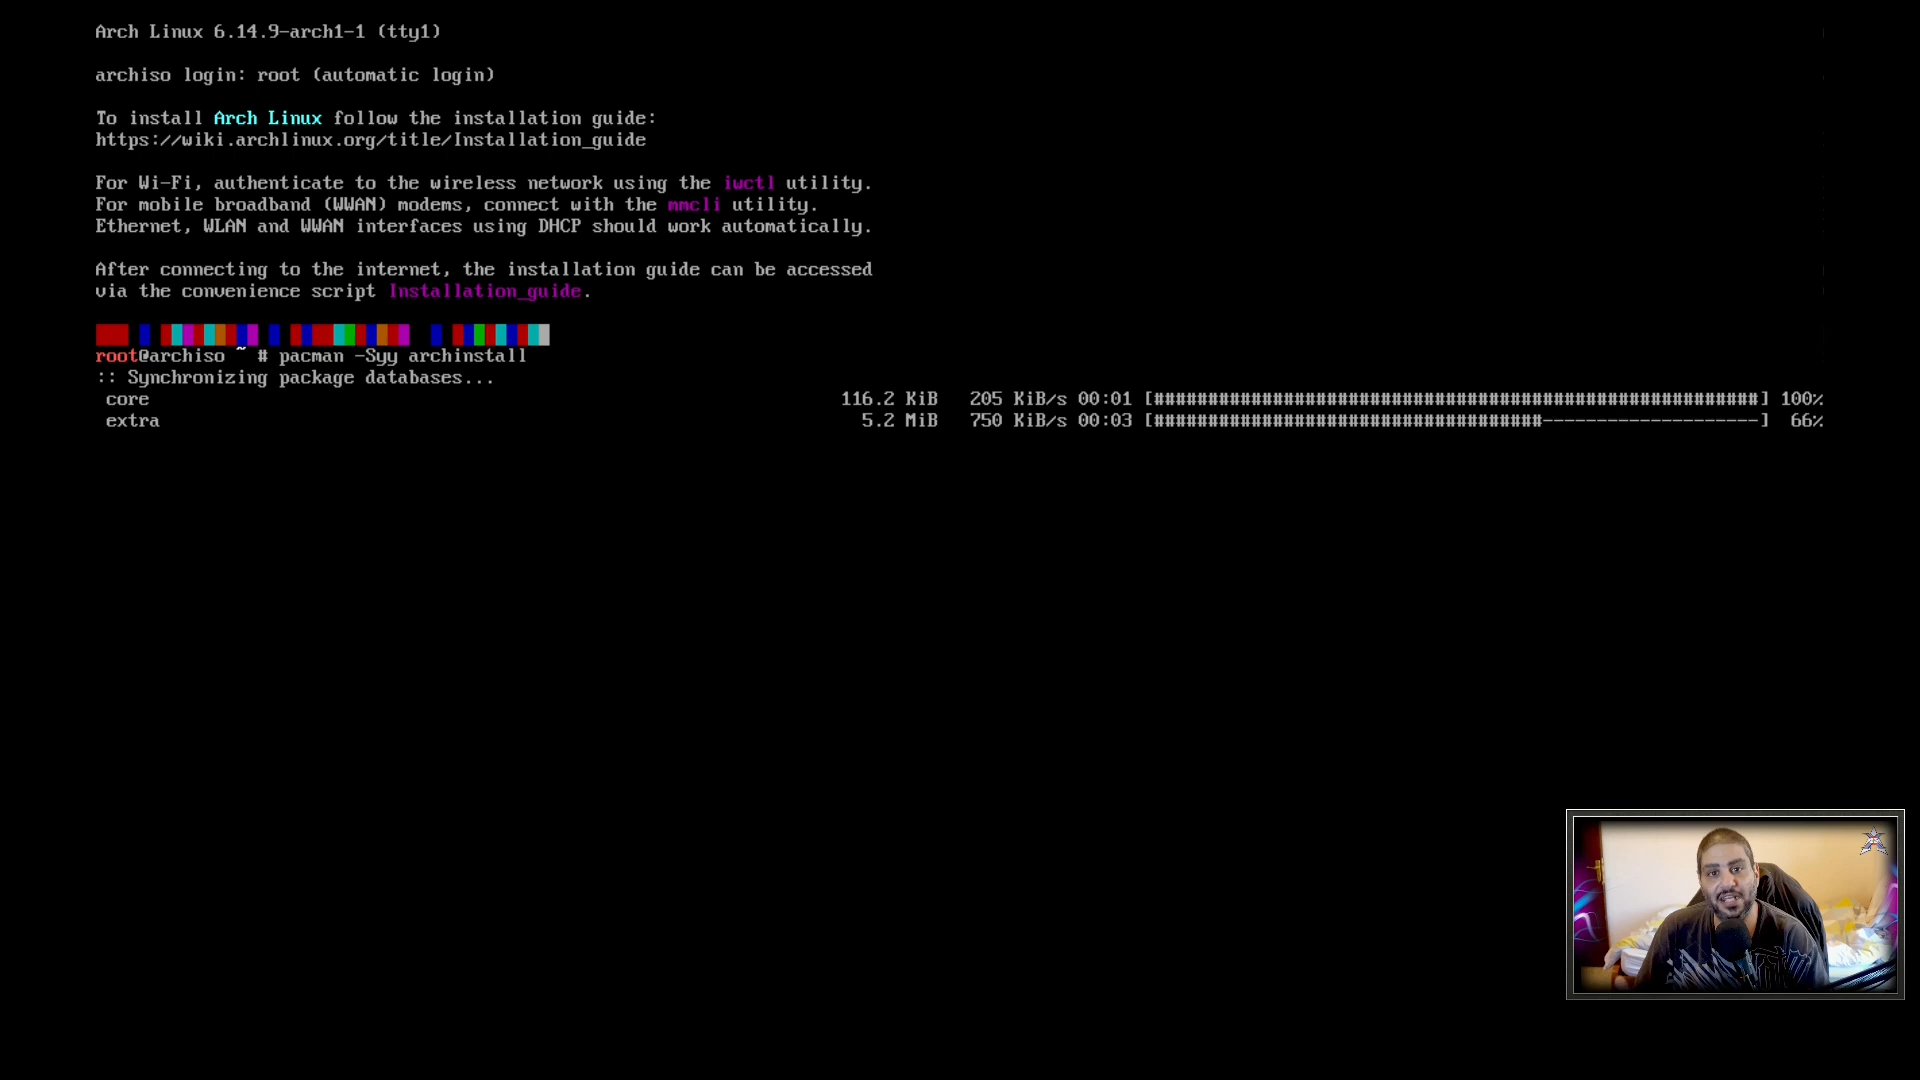 Arch Linux 6.14.9-arch1-1 (tty1)
archiso login: root (automatic login)
To install Arch Linux follow the installation guide:
https://wiki.archlinux.org/title/Installation_guide
For Wi-Fi, authenticate to the wireless network using the iwctl utility.
For mobile broadband (WWAN) modems, connect with the mmcli utility.
Ethernet, WLAN and WWAN interfaces using DHCP should work automatically.
After connecting to the internet, the installation guide can be accessed
via the convenience script Installation_guide.
root@archiso ~ # pacman -Syy archinstall
:: Synchronizing package databases...
core 116.2 KiB 205 KiB/s 00:01 [########################################################] 100%
extra 5.2 MiB 750 KiB/s 00:03 [####################################--------------------] 66%